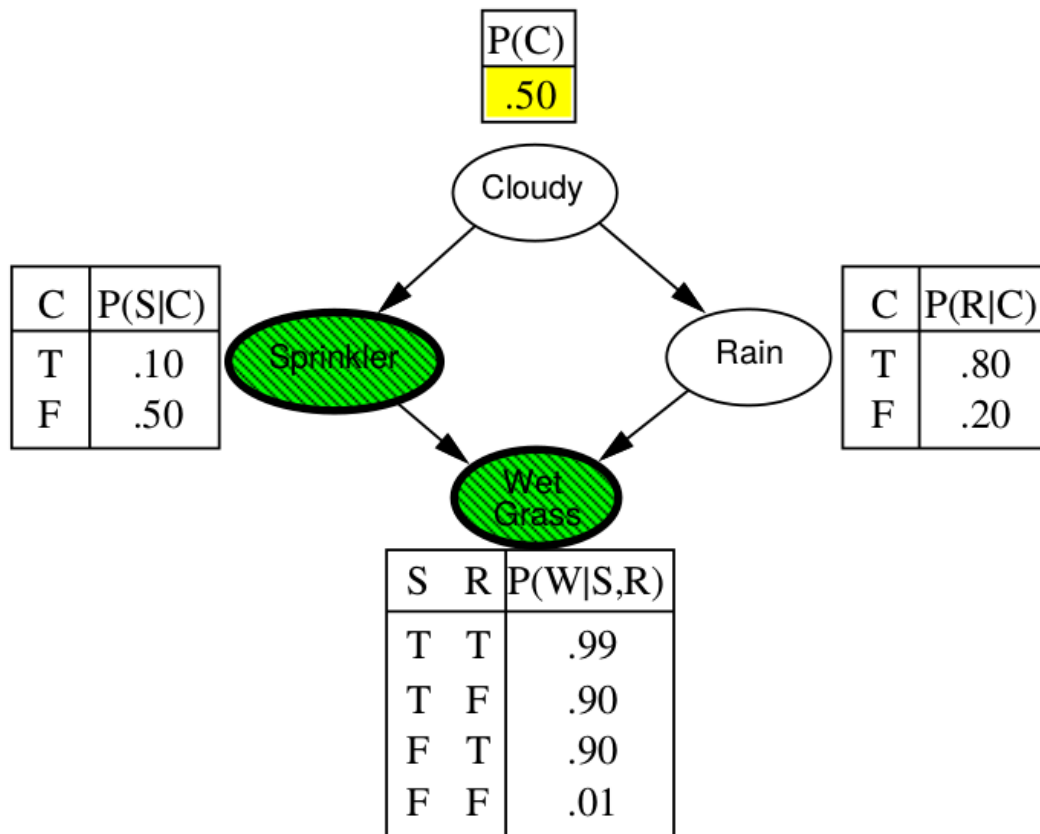 P(C)
.50
Cloudy
C P(S|C)
T .10
F .50
Sprinkler
Rain
C P(R|C)
T .80
F .20
Wet
Grass
S R P(W|S,R)
T T .99
T F .90
F T .90
F F .01